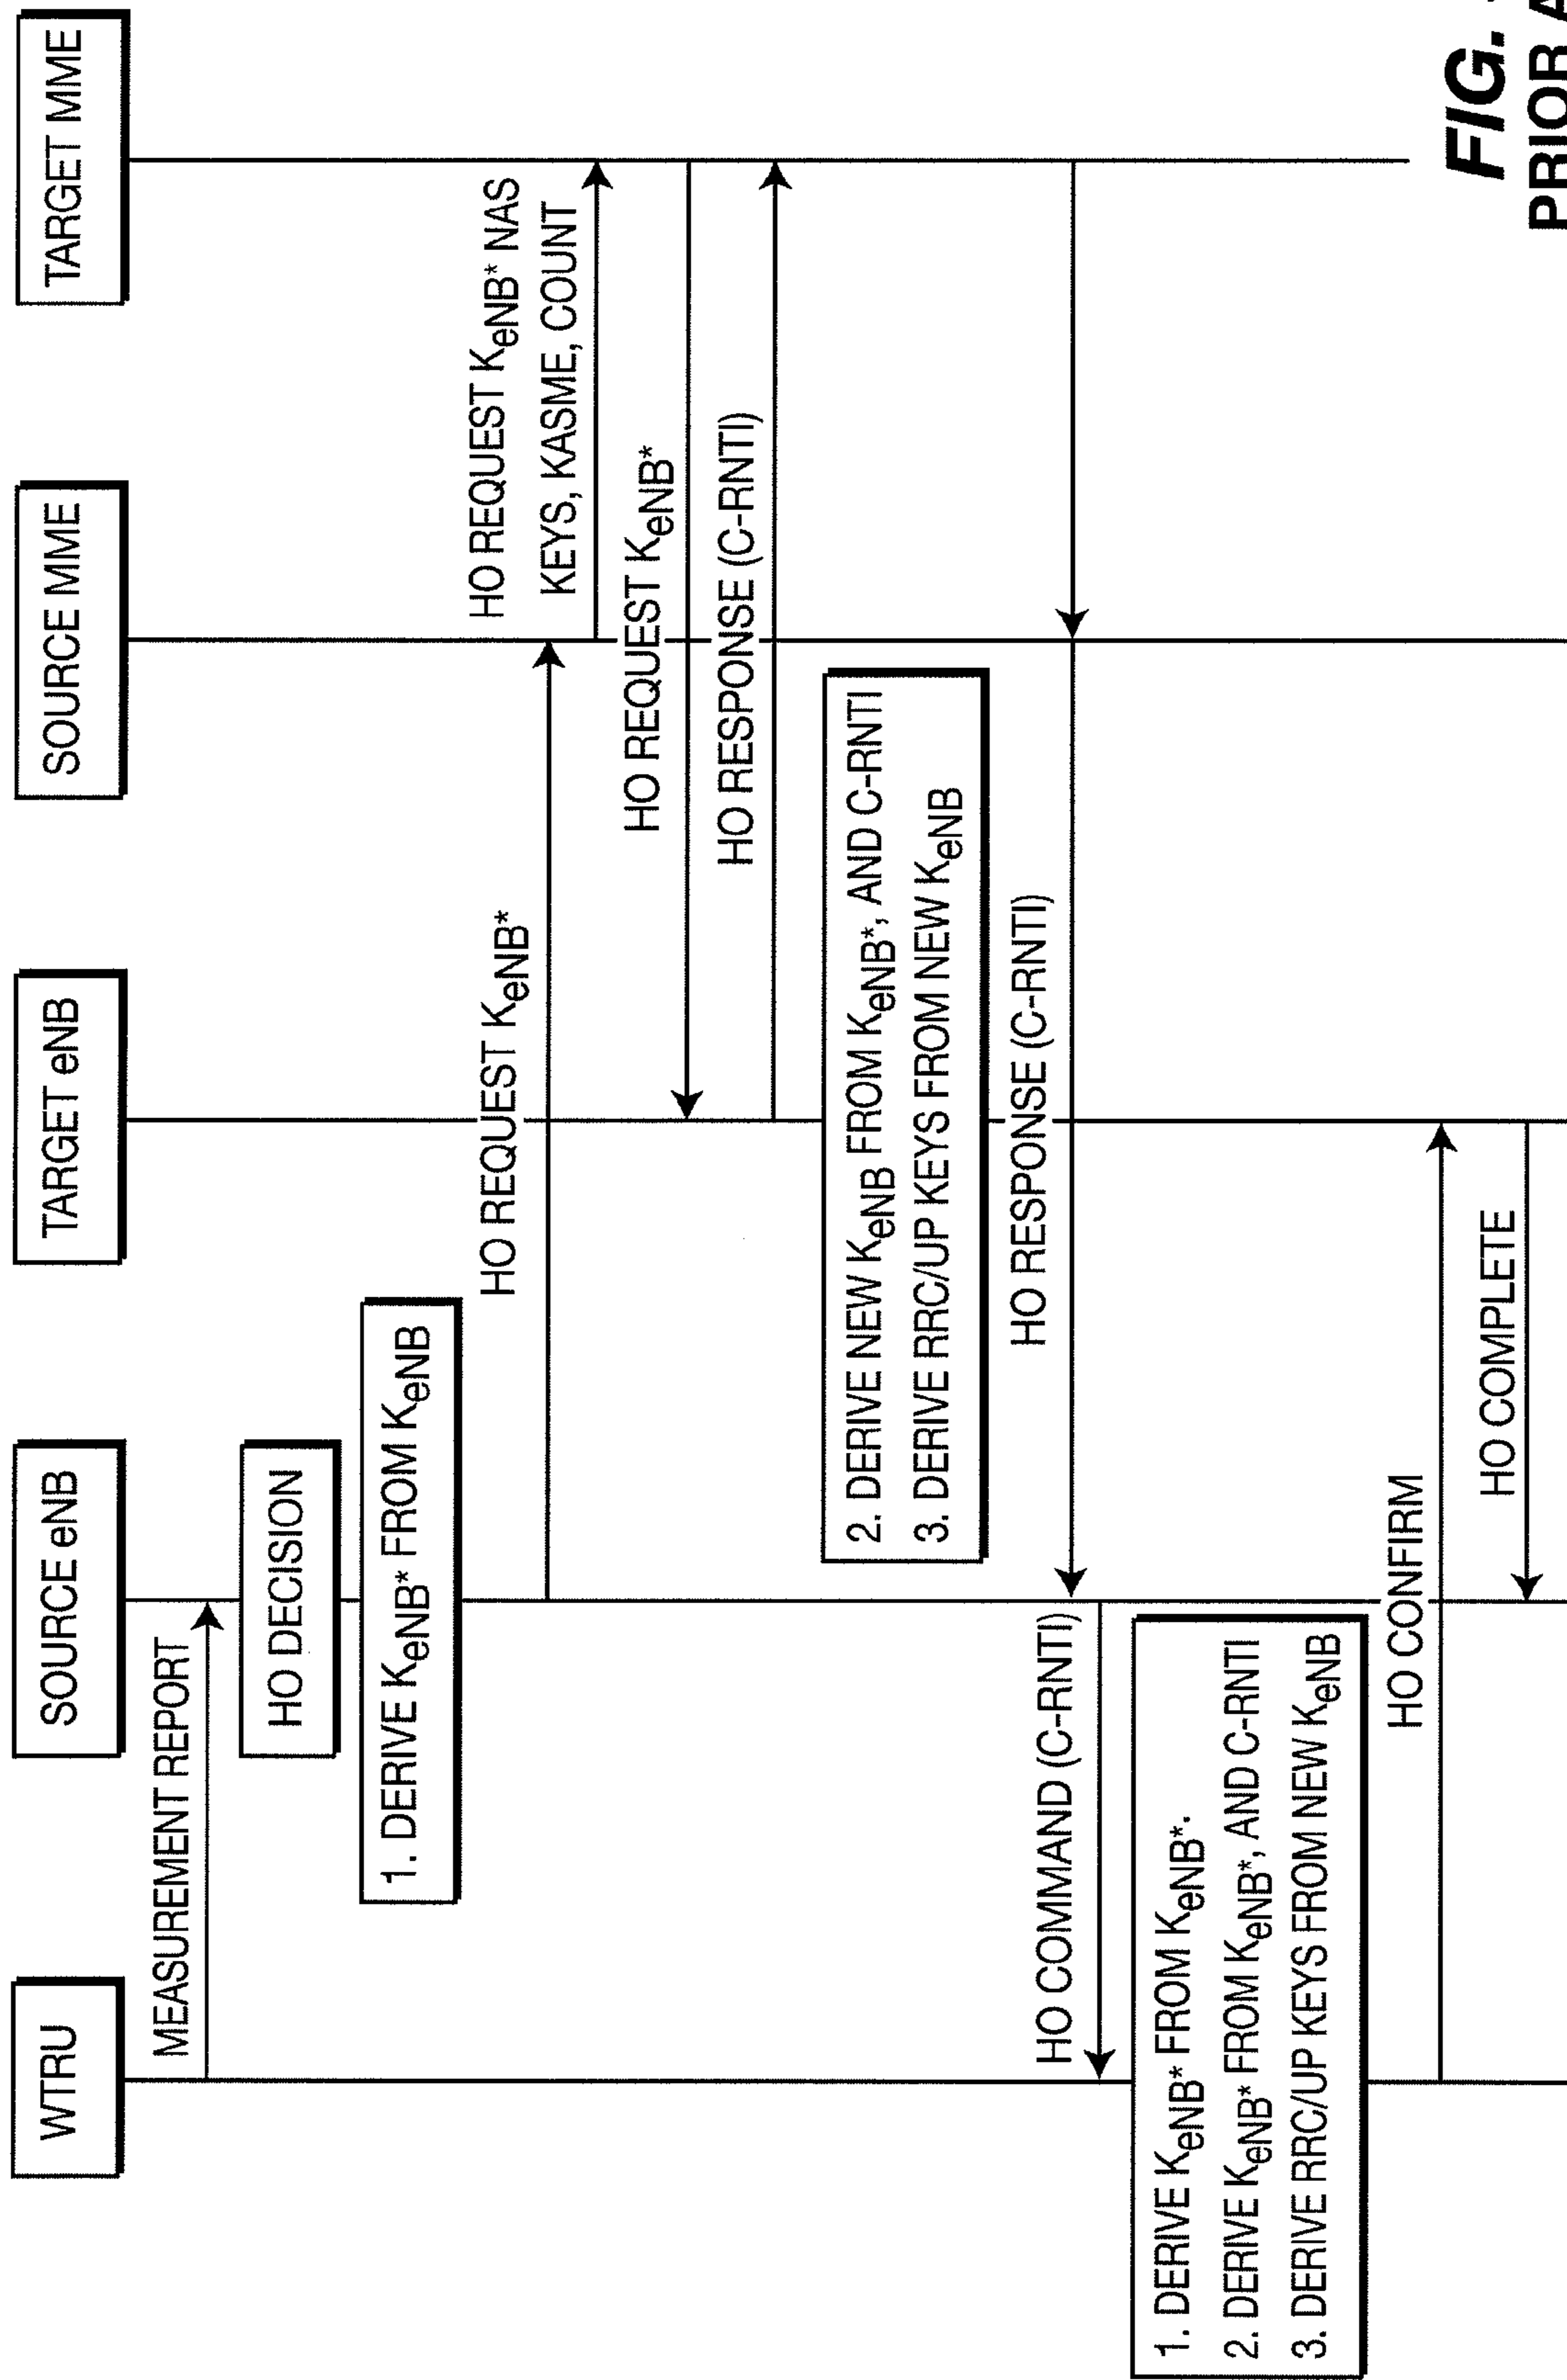 WTRU
SOURCE eNB
TARGET eNB
SOURCE MME
TARGET MME
MEASUREMENT REPORT
HO DECISION
1. DERIVE KeNB* FROM KeNB
HO REQUEST KeNB*
HO REQUEST KeNB* NAS
KEYS, KASME, COUNT
HO REQUEST KeNB*
HO RESPONSE (C-RNTI)
2. DERIVE NEW KeNB FROM KeNB*, AND C-RNTI
3. DERIVE RRC/UP KEYS FROM NEW KeNB
HO RESPONSE (C-RNTI)
HO COMMAND (C-RNTI)
1. DERIVE KeNB* FROM KeNB*.
2. DERIVE KeNB* FROM KeNB*, AND C-RNTI
3. DERIVE RRC/UP KEYS FROM NEW KeNB
HO CONFIRM
HO COMPLETE
FIG.
PRIOR